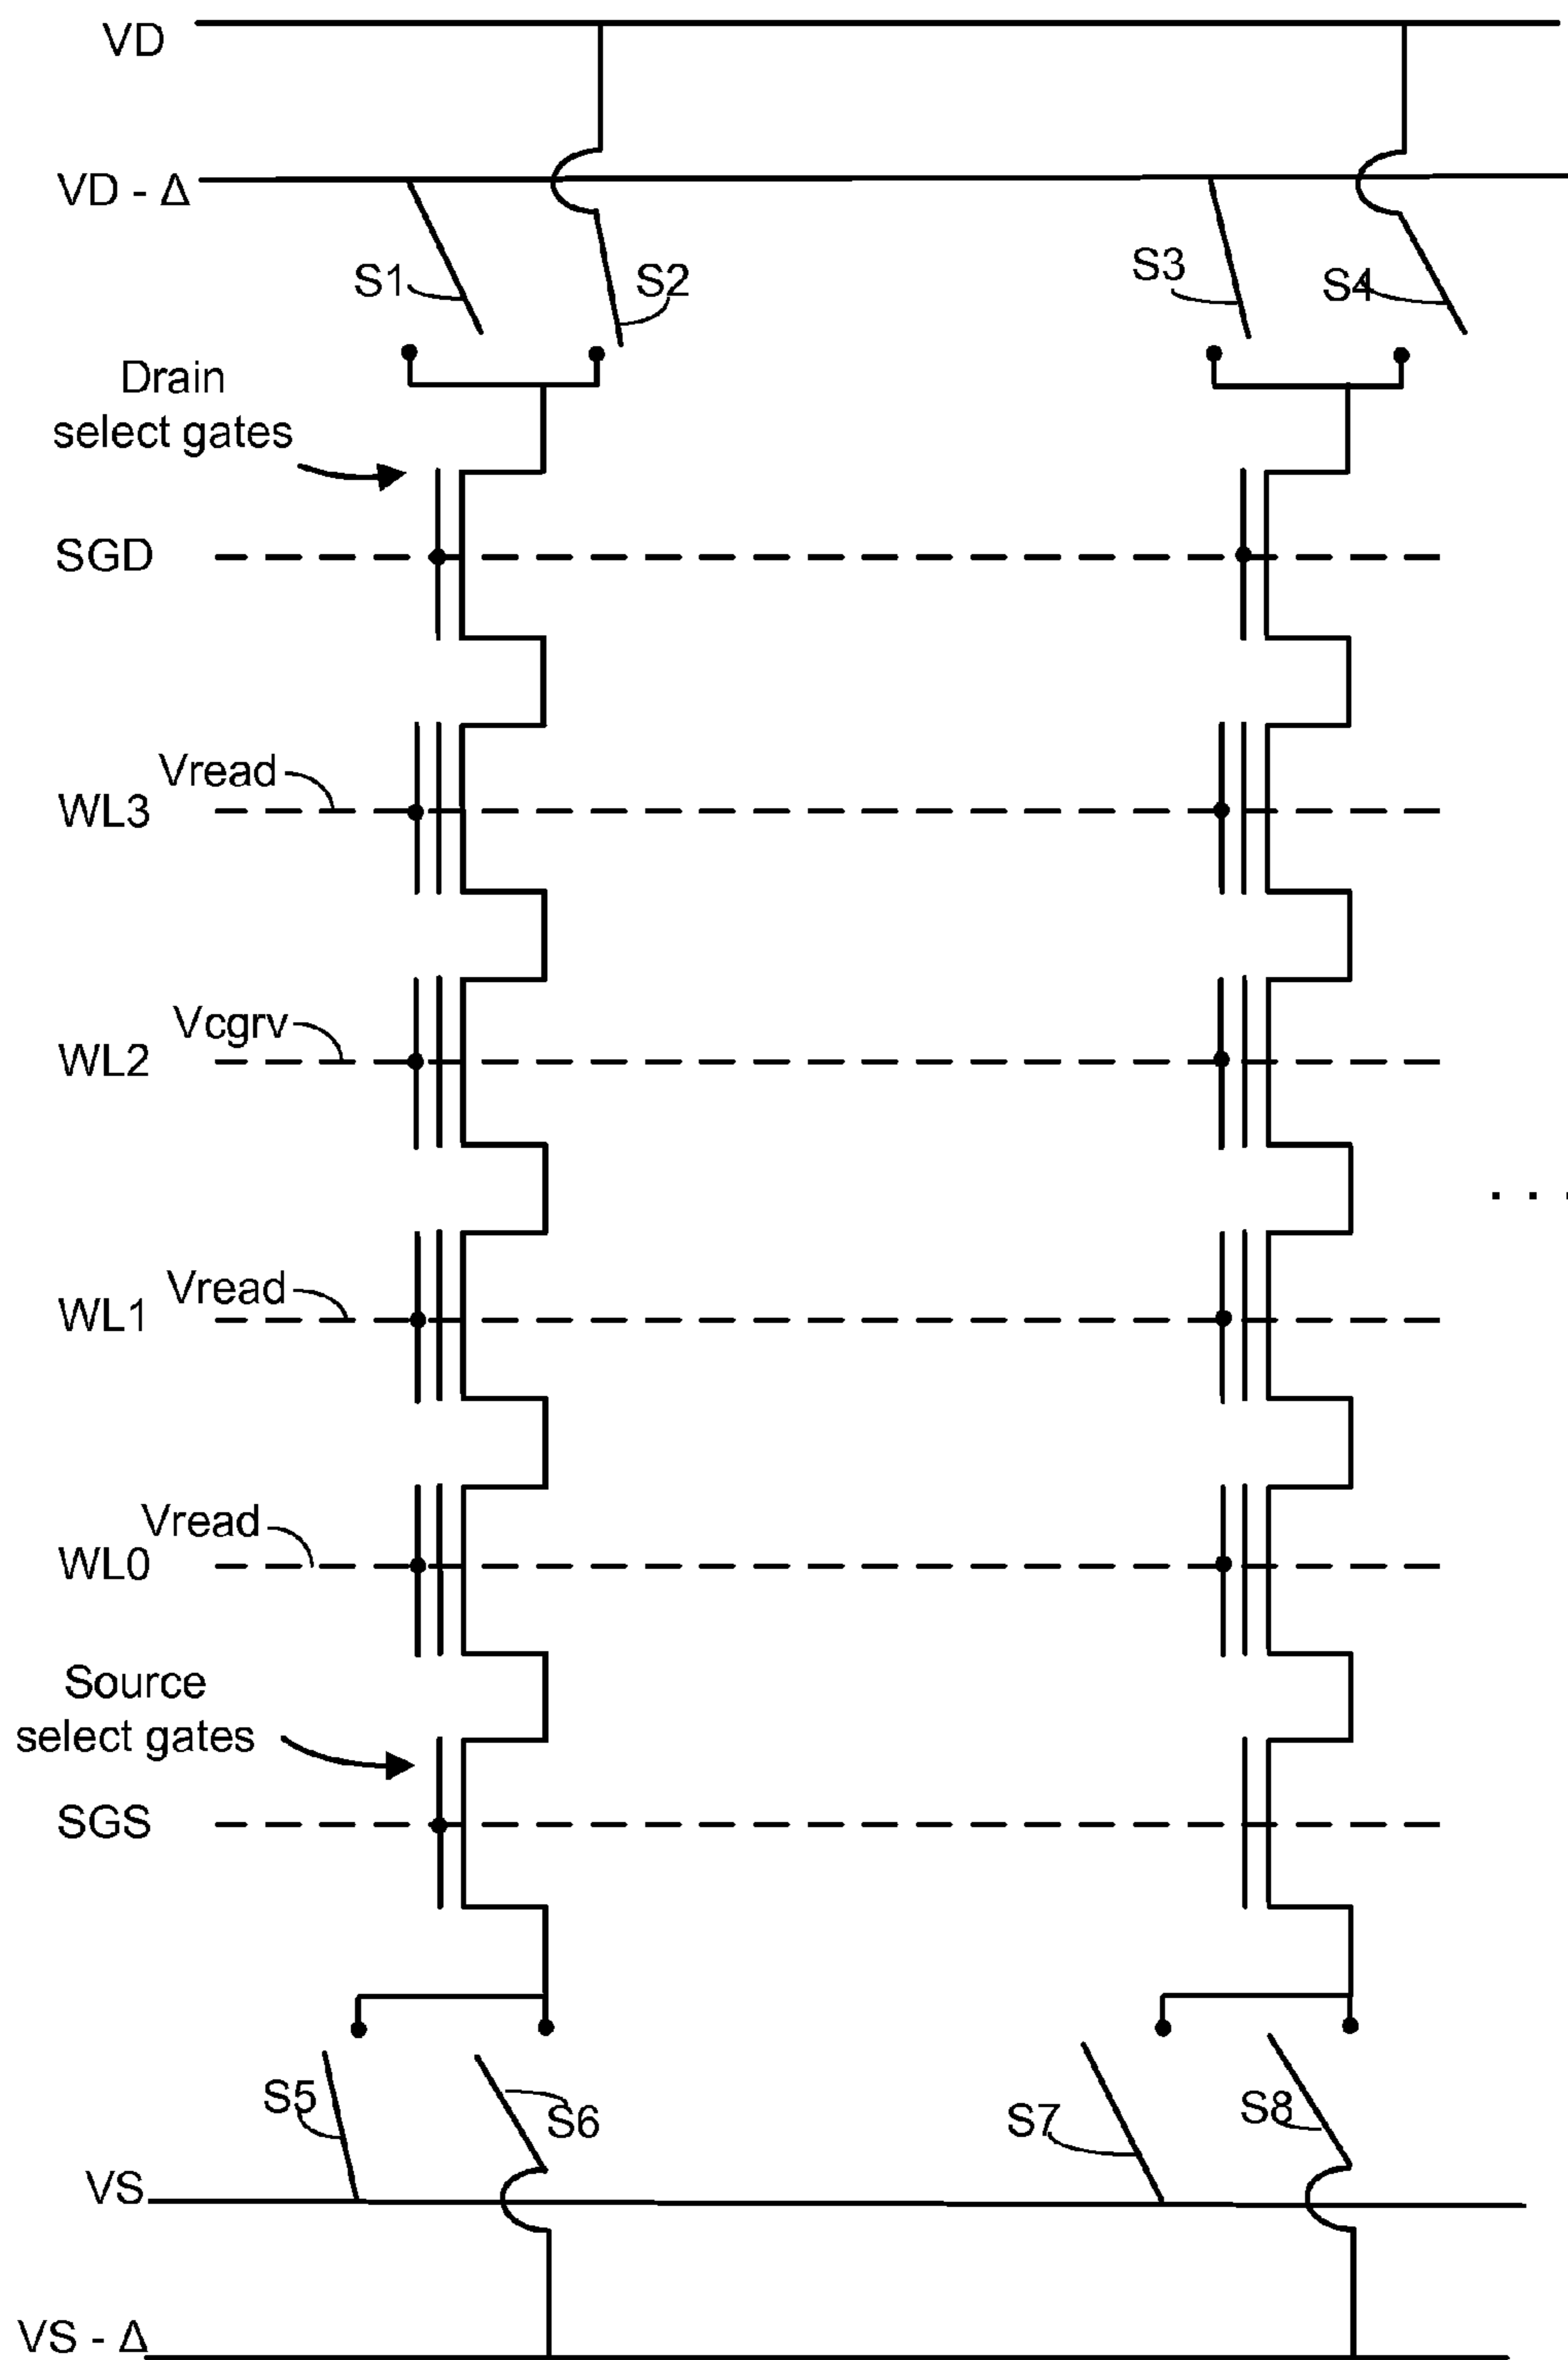 VD
VD - Δ
S1
S2
S3
S4
Drain
select gates
SGD
Vread
WL3
Vcgrv
WL2
Vread
WL1
Vread
WL0
Source
select gates
SGS
S5
S6
S7
S8
VS
VS - Δ
. . .